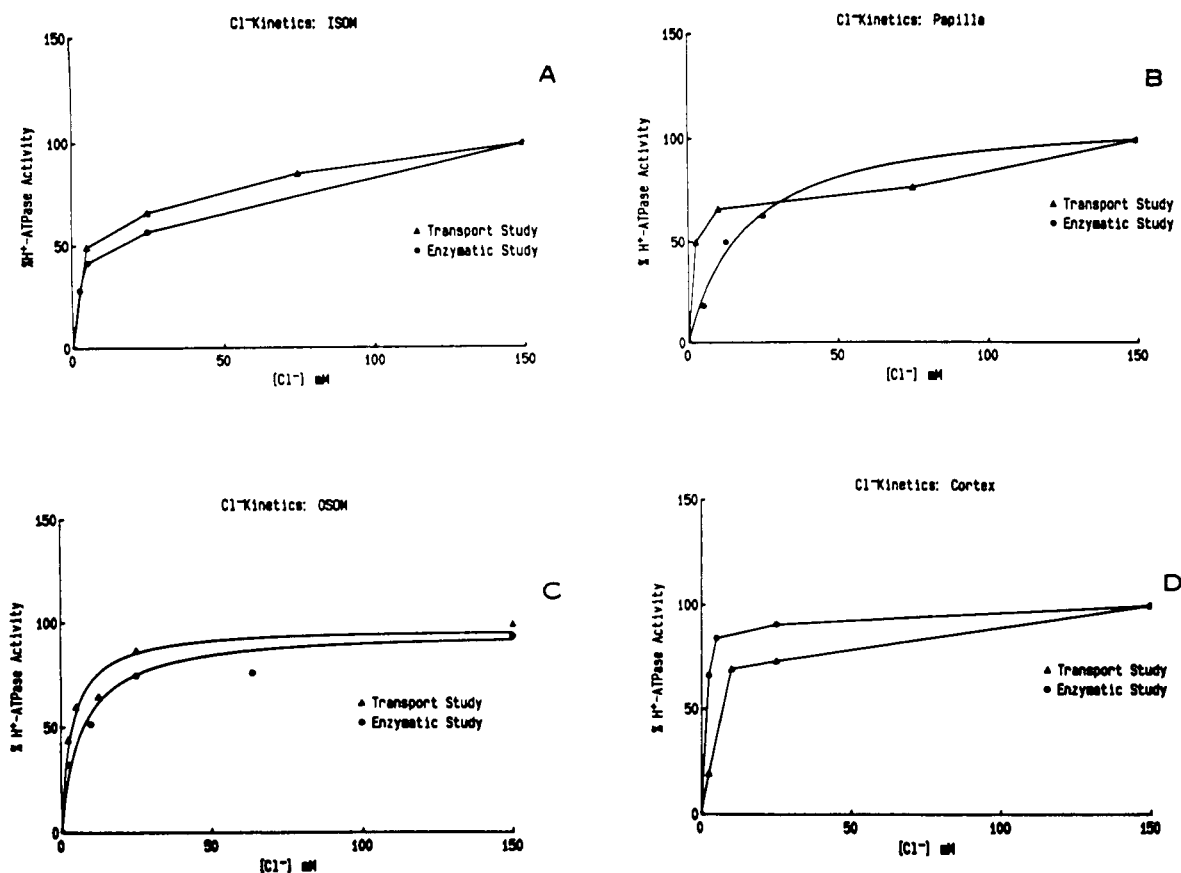 Cl⁻Kinetics: ISOM
150
100
50
0
%H⁺-ATPase Activity
A
▲ Transport Study
● Enzymatic Study
0 50 100 150
[Cl⁻] mM
Cl⁻Kinetics: Papilla
150
100
50
0
% H⁺-ATPase Activity
B
▲ Transport Study
● Enzymatic Study
0 50 100 150
[Cl⁻] mM
Cl⁻Kinetics: OSOM
150
100
50
0
% H⁺-ATPase Activity
C
▲ Transport Study
● Enzymatic Study
0 50 100 150
[Cl⁻] mM
Cl⁻Kinetics: Cortex
150
100
50
0
% H⁺-ATPase Activity
D
▲ Transport Study
● Enzymatic Study
0 50 100 150
[Cl⁻] mM